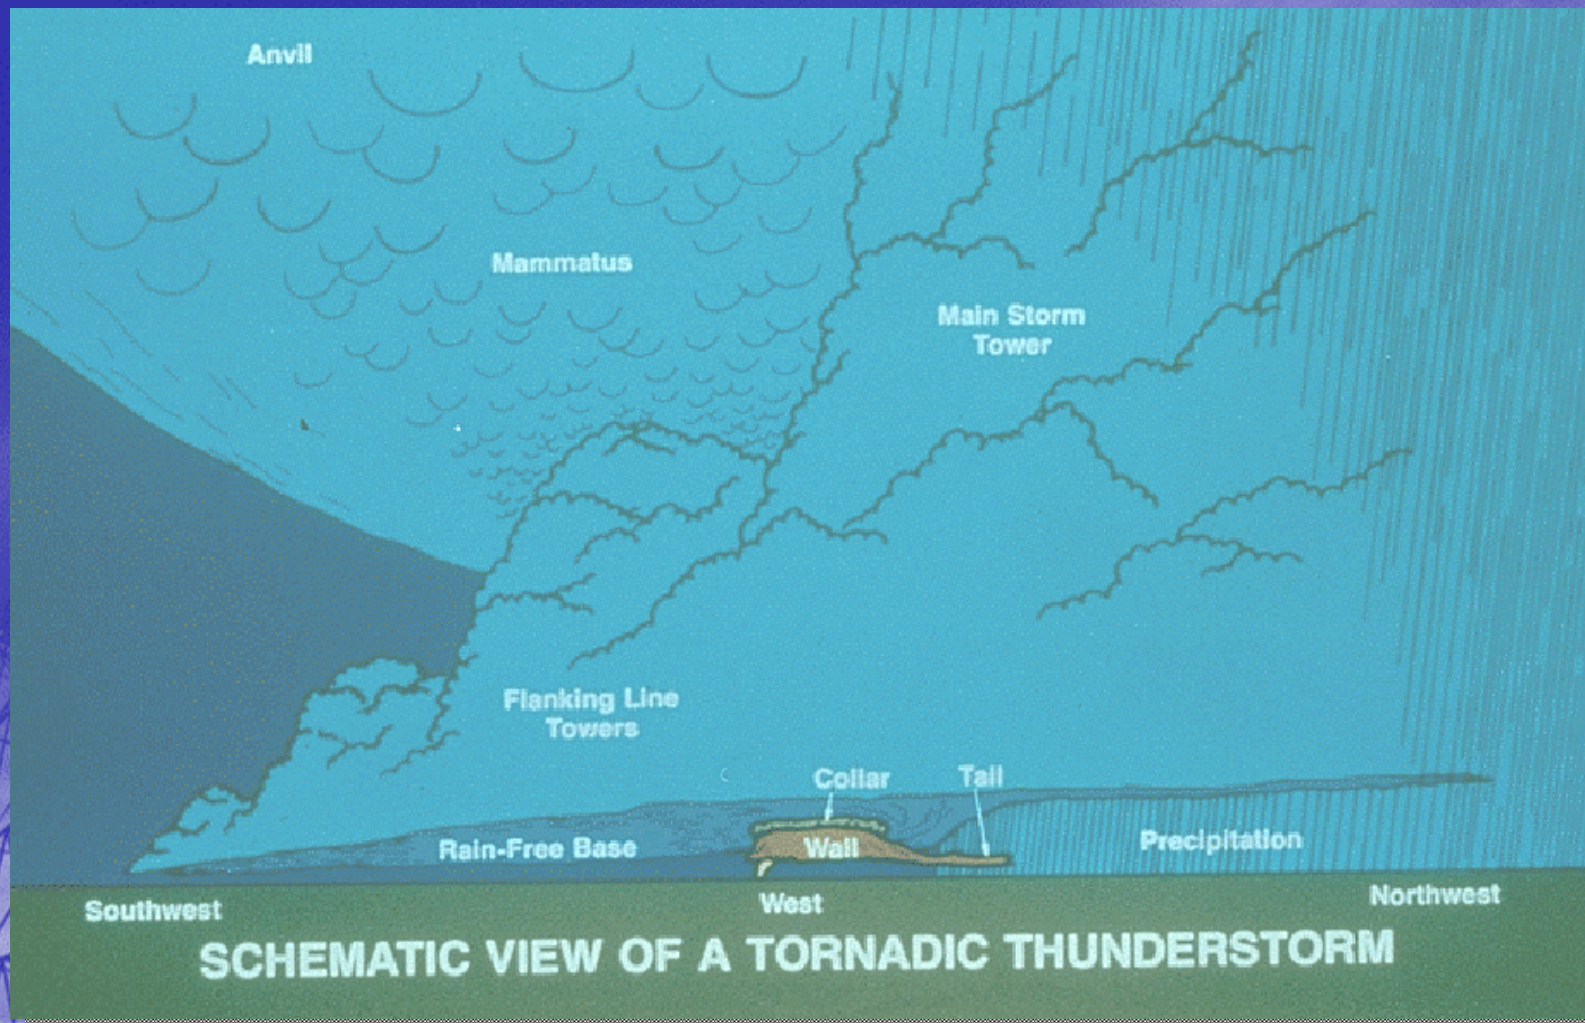 Anvil
Mammatus
Main Storm
Tower
Flanking Line
Towers
Collar
Tail
Rain-Free Base
Wall
Precipitation
Southwest
West
Northwest
SCHEMATIC VIEW OF A TORNADIC THUNDERSTORM